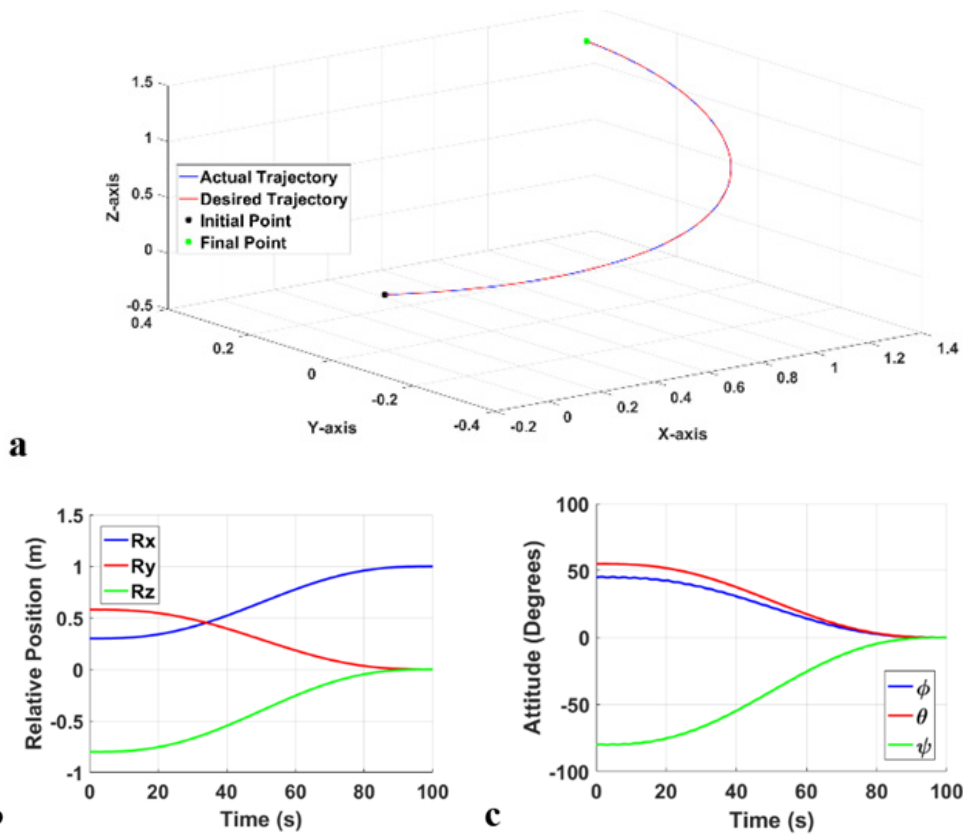 1.5
1
0.5
0
-0.5
Z-axis
Actual Trajectory
Desired Trajectory
Initial Point
Final Point
0.4
0.2
0
-0.2
-0.4
Y-axis
-0.2
0
0.2
0.4
0.6
0.8
1
1.2
1.4
X-axis
a
1.5
1
0.5
0
-0.5
-1
Relative Position (m)
Rx
Ry
Rz
0 20 40 60 80 100
Time (s)
100
50
0
-50
-100
Attitude (Degrees)
ϕ
θ
ψ
0 20 40 60 80 100
Time (s)
c